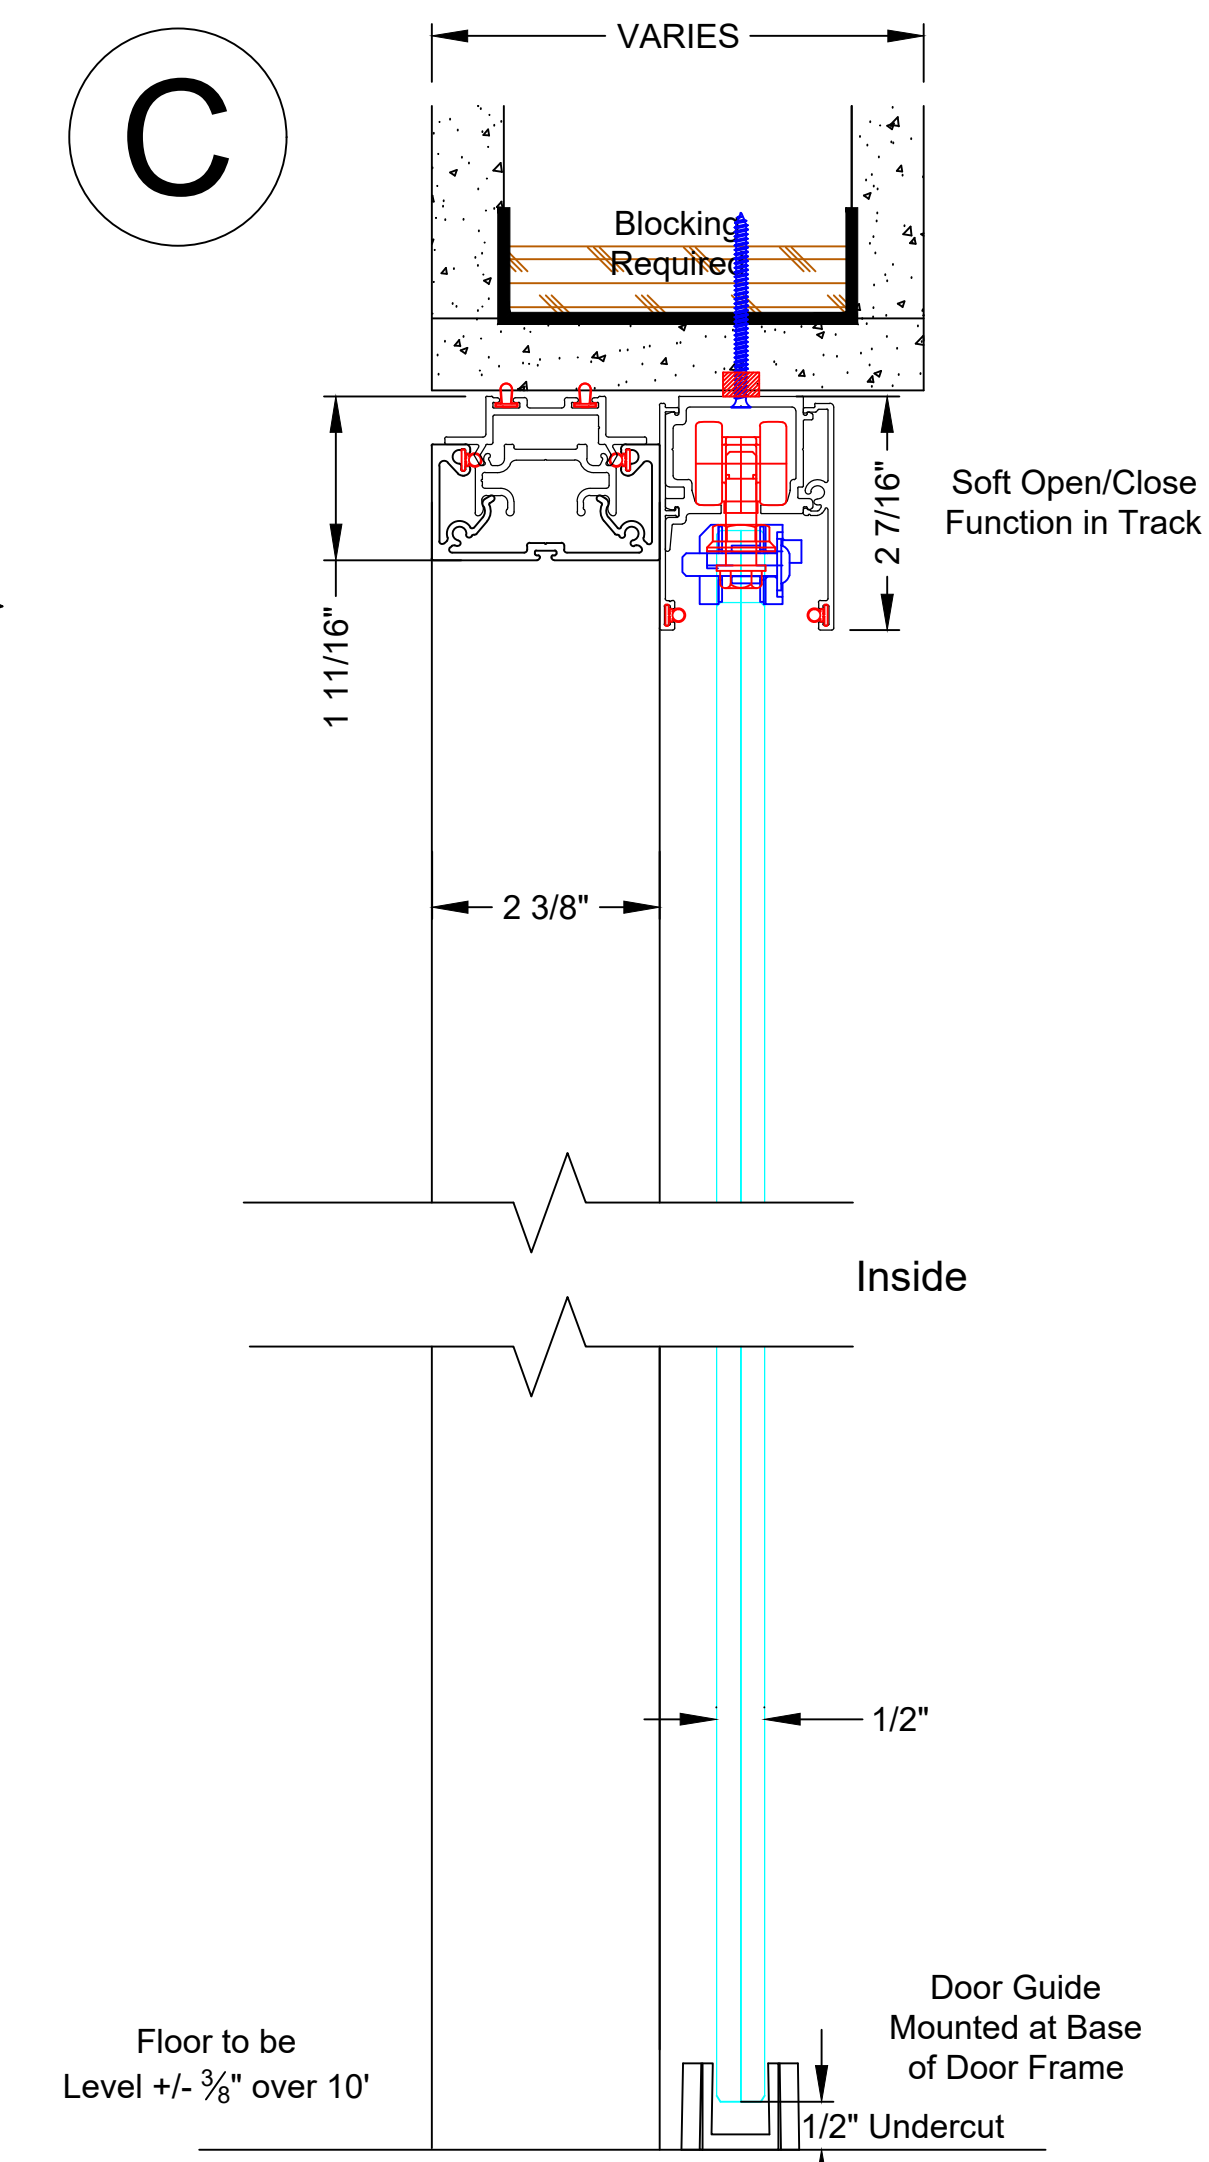 C
VARIES
Blocking
Required
2 7/16"
Soft Open/Close
Function in Track
1 11/16"
2 3/8"
Inside
1/2"
Door Guide
Mounted at Base
of Door Frame
Floor to be
Level +/- ⅜" over 10'
1/2" Undercut